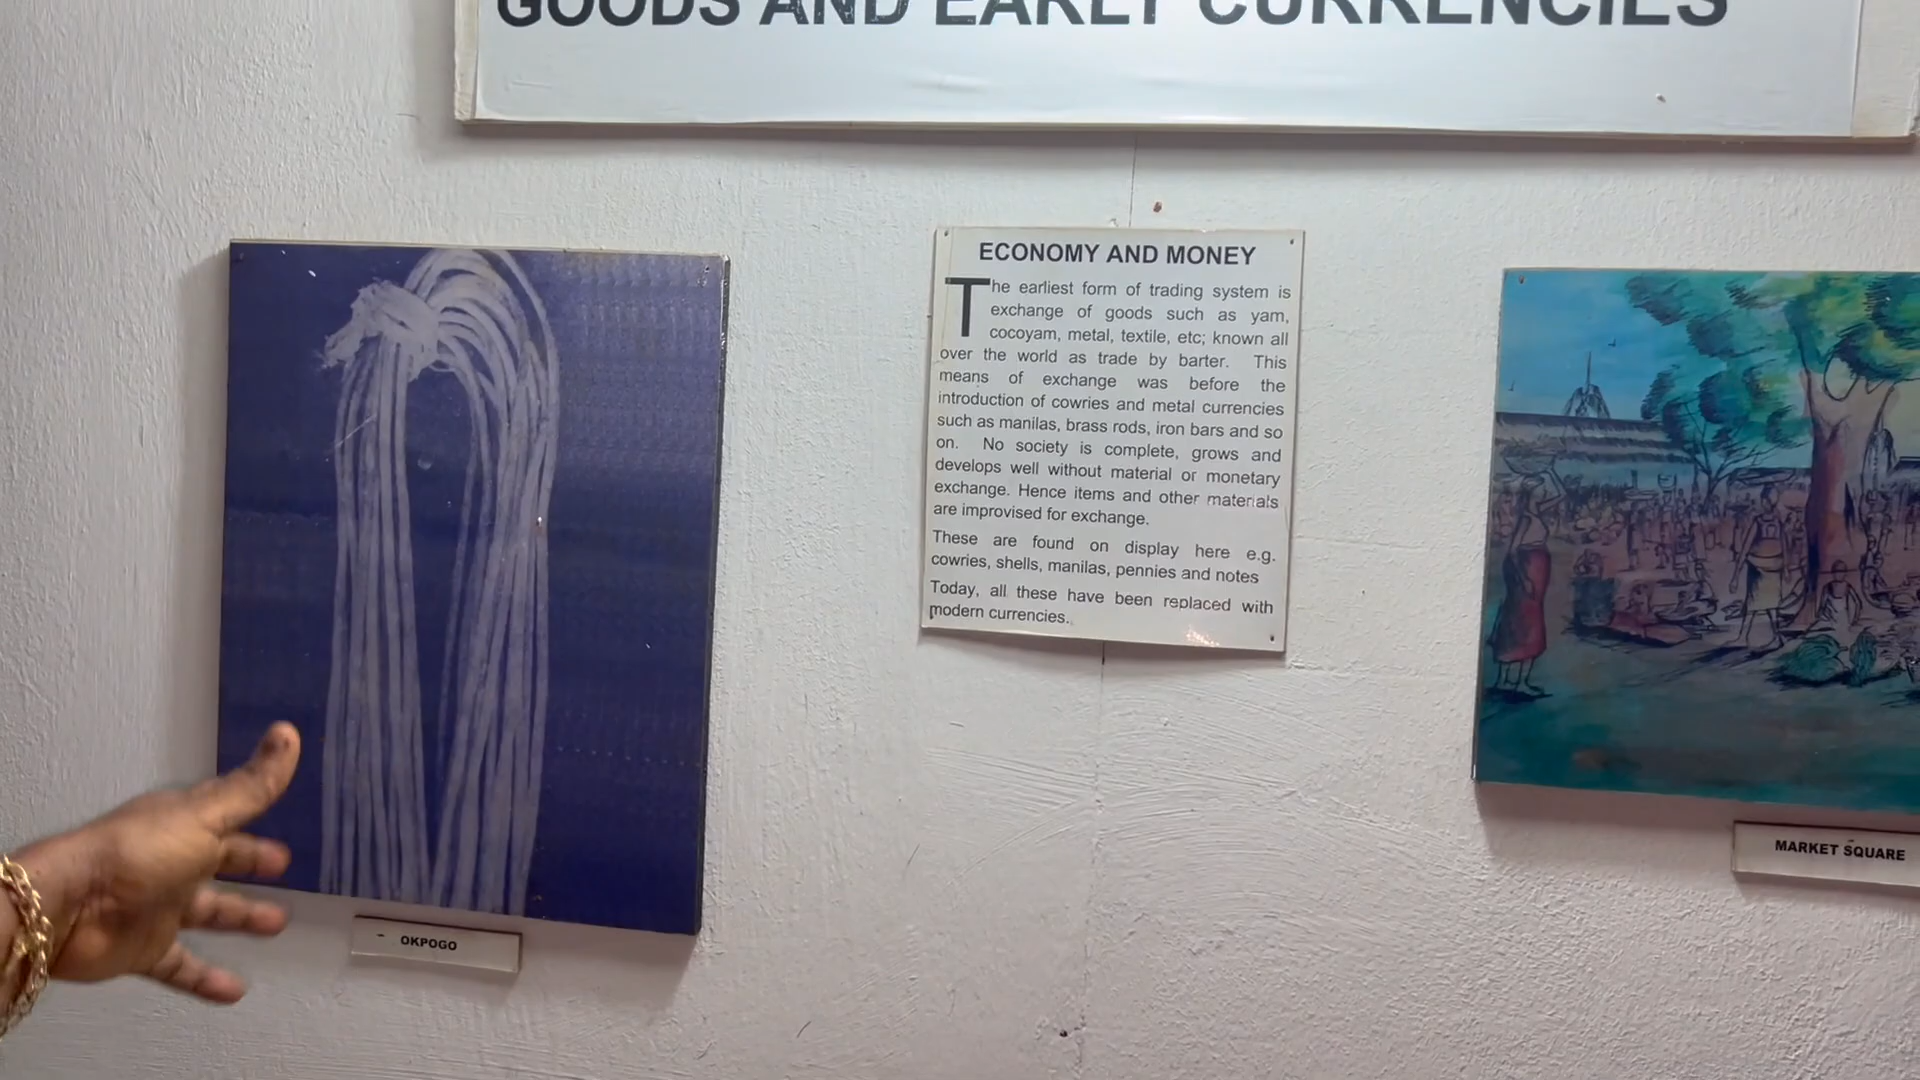 GOODS AND EARLY CURRENCIES
ECONOMY AND MONEY
The earliest form of trading system is
exchange of goods such as yam,
cocoyam, metal, textile, etc; known all
over the world as trade by barter. This
means of exchange was before the
introduction of cowries and metal currencies
such as manilas, brass rods, iron bars and so
on. No society is complete, grows and
develops well without material or monetary
exchange. Hence items and other materials
are improvised for exchange.
These are found on display here e.g.
cowries, shells, manilas, pennies and notes
Today, all these have been replaced with
modern currencies.
OKPOGO
MARKET SQUARE